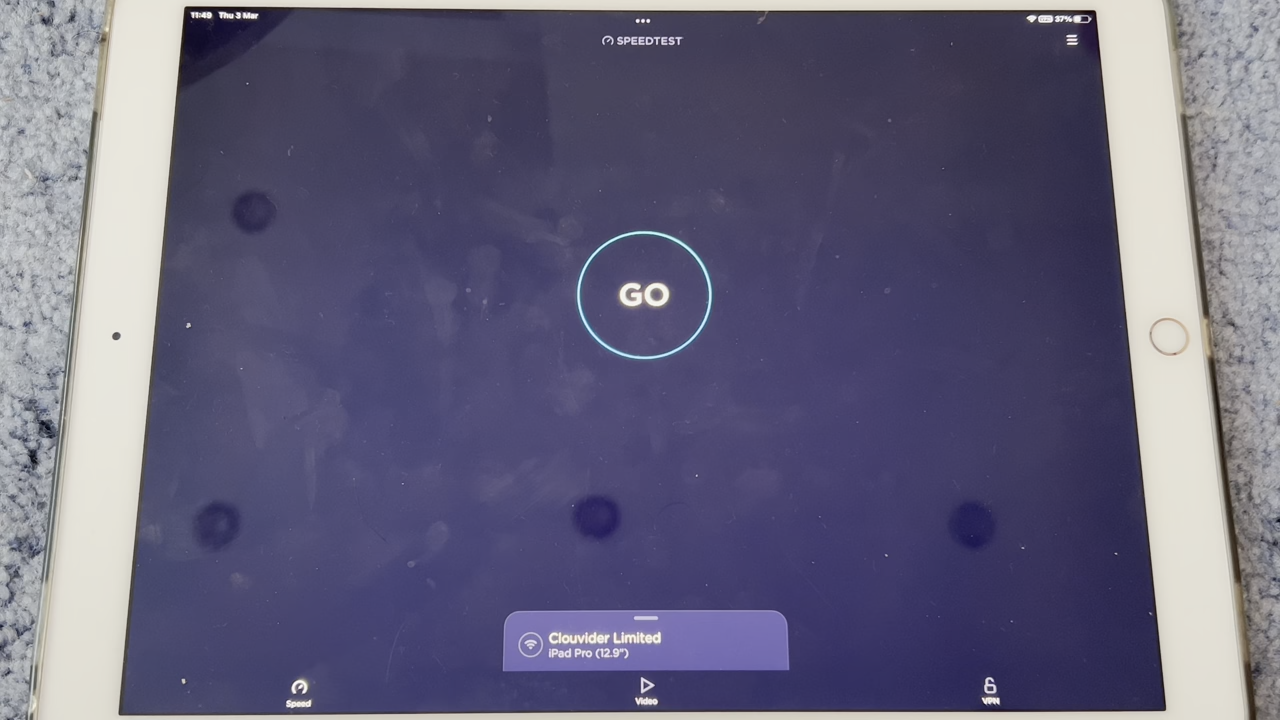 11:49 Thu 3 Mar
37%
SPEEDTEST
GO
Clouvider Limited
iPad Pro (12.9")
Speed
Video
VPN